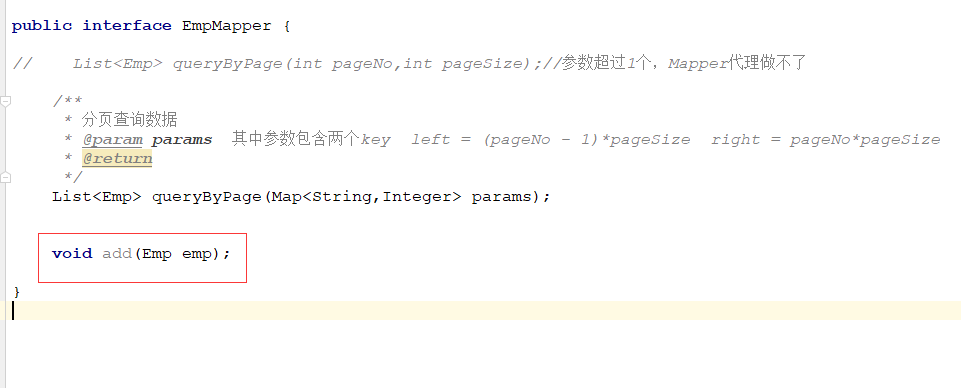 public interface EmpMapper {
//    List<Emp> queryByPage(int pageNo,int pageSize);//参数超过1个，Mapper代理做不了
/**
* 分页查询数据
* @param params  其中参数包含两个key  left = (pageNo - 1)*pageSize  right = pageNo*pageSize
* @return
*/
List<Emp> queryByPage(Map<String,Integer> params);
void add(Emp emp);
}